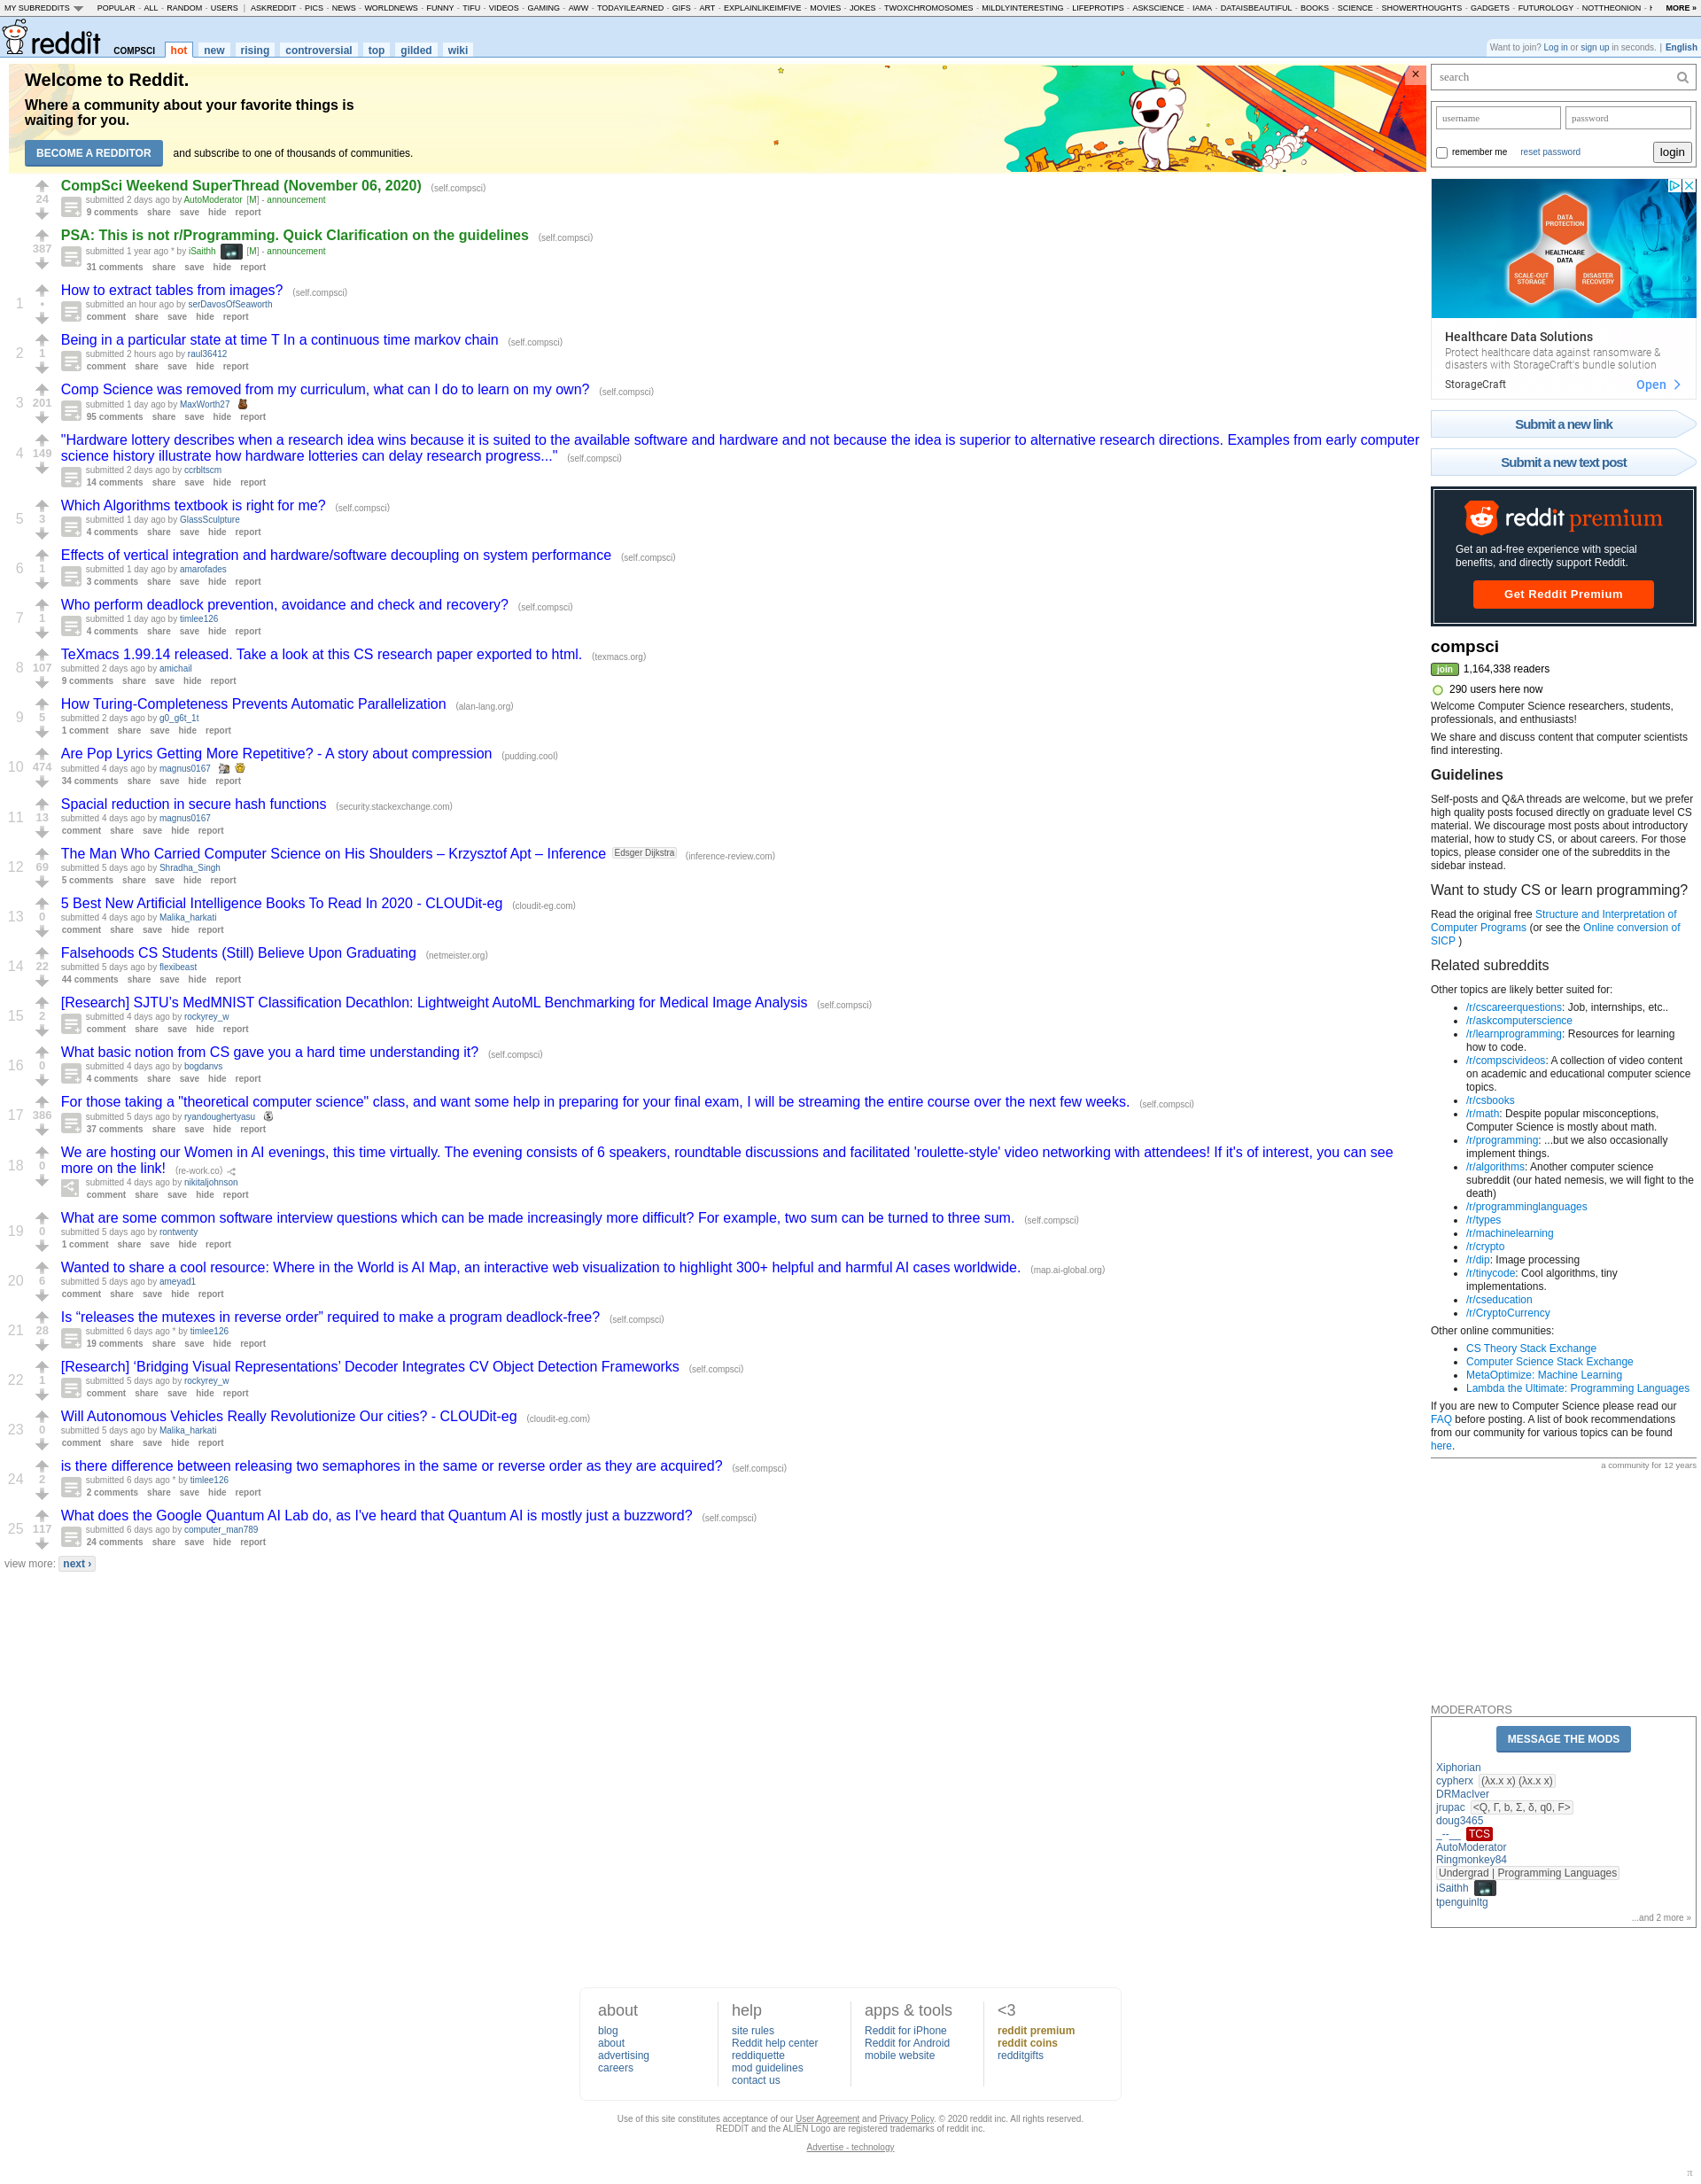 MY SUBREDDITS POPULAR - ALL - RANDOM - USERS | ASKREDDIT - PICS - NEWS - WORLDNEWS - FUNNY - TIFU - VIDEOS - GAMING - AWW - TODAYILEARNED - GIFS - ART - EXPLAINLIKEIMFIVE - MOVIES - JOKES - TWOXCHROMOSOMES - MILDLYINTERESTING - LIFEPROTIPS - ASKSCIENCE - IAMA - DATAISBEAUTIFUL - BOOKS - SCIENCE - SHOWERTHOUGHTS - GADGETS - FUTUROLOGY - NOTTHEONION - MORE »
reddit COMPSCI hot new rising controversial top gilded wiki
Want to join? Log in or sign up in seconds. | English
Welcome to Reddit.
Where a community about your favorite things is
waiting for you.
BECOME A REDDITOR and subscribe to one of thousands of communities.
×
24
CompSci Weekend SuperThread (November 06, 2020) (self.compsci)
submitted 2 days ago by AutoModerator [M] - announcement
9 comments share save hide report
387
PSA: This is not r/Programming. Quick Clarification on the guidelines (self.compsci)
submitted 1 year ago * by iSaithh [M] - announcement
31 comments share save hide report
1 •
How to extract tables from images? (self.compsci)
submitted an hour ago by serDavosOfSeaworth
comment share save hide report
2 1
Being in a particular state at time T In a continuous time markov chain (self.compsci)
submitted 2 hours ago by raul36412
comment share save hide report
3 201
Comp Science was removed from my curriculum, what can I do to learn on my own? (self.compsci)
submitted 1 day ago by MaxWorth27
95 comments share save hide report
4 149
"Hardware lottery describes when a research idea wins because it is suited to the available software and hardware and not because the idea is superior to alternative research directions. Examples from early computer
science history illustrate how hardware lotteries can delay research progress..." (self.compsci)
submitted 2 days ago by ccrbltscm
14 comments share save hide report
5 3
Which Algorithms textbook is right for me? (self.compsci)
submitted 1 day ago by GlassSculpture
4 comments share save hide report
6 1
Effects of vertical integration and hardware/software decoupling on system performance (self.compsci)
submitted 1 day ago by amarofades
3 comments share save hide report
7 1
Who perform deadlock prevention, avoidance and check and recovery? (self.compsci)
submitted 1 day ago by timlee126
4 comments share save hide report
8 107
TeXmacs 1.99.14 released. Take a look at this CS research paper exported to html. (texmacs.org)
submitted 2 days ago by amichail
9 comments share save hide report
9 5
How Turing-Completeness Prevents Automatic Parallelization (alan-lang.org)
submitted 2 days ago by g0_g6t_1t
1 comment share save hide report
10 474
Are Pop Lyrics Getting More Repetitive? - A story about compression (pudding.cool)
submitted 4 days ago by magnus0167
34 comments share save hide report
11 13
Spacial reduction in secure hash functions (security.stackexchange.com)
submitted 4 days ago by magnus0167
comment share save hide report
12 69
The Man Who Carried Computer Science on His Shoulders – Krzysztof Apt – Inference Edsger Dijkstra (inference-review.com)
submitted 5 days ago by Shradha_Singh
5 comments share save hide report
13 0
5 Best New Artificial Intelligence Books To Read In 2020 - CLOUDit-eg (cloudit-eg.com)
submitted 4 days ago by Malika_harkati
comment share save hide report
14 22
Falsehoods CS Students (Still) Believe Upon Graduating (netmeister.org)
submitted 5 days ago by flexibeast
44 comments share save hide report
15 2
[Research] SJTU's MedMNIST Classification Decathlon: Lightweight AutoML Benchmarking for Medical Image Analysis (self.compsci)
submitted 4 days ago by rockyrey_w
comment share save hide report
16 0
What basic notion from CS gave you a hard time understanding it? (self.compsci)
submitted 4 days ago by bogdanvs
4 comments share save hide report
17 386
For those taking a "theoretical computer science" class, and want some help in preparing for your final exam, I will be streaming the entire course over the next few weeks. (self.compsci)
submitted 5 days ago by ryandoughertyasu
37 comments share save hide report
18 0
We are hosting our Women in AI evenings, this time virtually. The evening consists of 6 speakers, roundtable discussions and facilitated 'roulette-style' video networking with attendees! If it's of interest, you can see
more on the link! (re-work.co)
submitted 4 days ago by nikitaljohnson
comment share save hide report
19 0
What are some common software interview questions which can be made increasingly more difficult? For example, two sum can be turned to three sum. (self.compsci)
submitted 5 days ago by rontwenty
1 comment share save hide report
20 6
Wanted to share a cool resource: Where in the World is AI Map, an interactive web visualization to highlight 300+ helpful and harmful AI cases worldwide. (map.ai-global.org)
submitted 5 days ago by ameyad1
comment share save hide report
21 28
Is “releases the mutexes in reverse order” required to make a program deadlock-free? (self.compsci)
submitted 6 days ago * by timlee126
19 comments share save hide report
22 1
[Research] ‘Bridging Visual Representations’ Decoder Integrates CV Object Detection Frameworks (self.compsci)
submitted 5 days ago by rockyrey_w
comment share save hide report
23 0
Will Autonomous Vehicles Really Revolutionize Our cities? - CLOUDit-eg (cloudit-eg.com)
submitted 5 days ago by Malika_harkati
comment share save hide report
24 2
is there difference between releasing two semaphores in the same or reverse order as they are acquired? (self.compsci)
submitted 6 days ago * by timlee126
2 comments share save hide report
25 117
What does the Google Quantum AI Lab do, as I've heard that Quantum AI is mostly just a buzzword? (self.compsci)
submitted 6 days ago by computer_man789
24 comments share save hide report
view more: next ›
search
username password
remember me reset password login
DATA
PROTECTION
HEALTHCARE
DATA
SCALE-OUT
STORAGE
DISASTER
RECOVERY
Healthcare Data Solutions
Protect healthcare data against ransomware &
disasters with StorageCraft's bundle solution
StorageCraft Open
Submit a new link
Submit a new text post
reddit premium
Get an ad-free experience with special
benefits, and directly support Reddit.
Get Reddit Premium
compsci
join 1,164,338 readers
290 users here now
Welcome Computer Science researchers, students,
professionals, and enthusiasts!
We share and discuss content that computer scientists
find interesting.
Guidelines
Self-posts and Q&A threads are welcome, but we prefer
high quality posts focused directly on graduate level CS
material. We discourage most posts about introductory
material, how to study CS, or about careers. For those
topics, please consider one of the subreddits in the
sidebar instead.
Want to study CS or learn programming?
Read the original free Structure and Interpretation of
Computer Programs (or see the Online conversion of
SICP )
Related subreddits
Other topics are likely better suited for:
/r/cscareerquestions: Job, internships, etc..
/r/askcomputerscience
/r/learnprogramming: Resources for learning
how to code.
/r/compscivideos: A collection of video content
on academic and educational computer science
topics.
/r/csbooks
/r/math: Despite popular misconceptions,
Computer Science is mostly about math.
/r/programming: ...but we also occasionally
implement things.
/r/algorithms: Another computer science
subreddit (our hated nemesis, we will fight to the
death)
/r/programminglanguages
/r/types
/r/machinelearning
/r/crypto
/r/dip: Image processing
/r/tinycode: Cool algorithms, tiny
implementations.
/r/cseducation
/r/CryptoCurrency
Other online communities:
CS Theory Stack Exchange
Computer Science Stack Exchange
MetaOptimize: Machine Learning
Lambda the Ultimate: Programming Languages
If you are new to Computer Science please read our
FAQ before posting. A list of book recommendations
from our community for various topics can be found
here.
a community for 12 years
MODERATORS
MESSAGE THE MODS
Xiphorian
cypherx (λx.x x) (λx.x x)
DRMacIver
jrupac <Q, Γ, b, Σ, δ, q0, F>
doug3465
_--__ TCS
AutoModerator
Ringmonkey84
Undergrad | Programming Languages
iSaithh
tpenguinltg
...and 2 more »
about
blog
about
advertising
careers
help
site rules
Reddit help center
reddiquette
mod guidelines
contact us
apps & tools
Reddit for iPhone
Reddit for Android
mobile website
<3
reddit premium
reddit coins
redditgifts
Use of this site constitutes acceptance of our User Agreement and Privacy Policy. © 2020 reddit inc. All rights reserved.
REDDIT and the ALIEN Logo are registered trademarks of reddit inc.
Advertise - technology
π